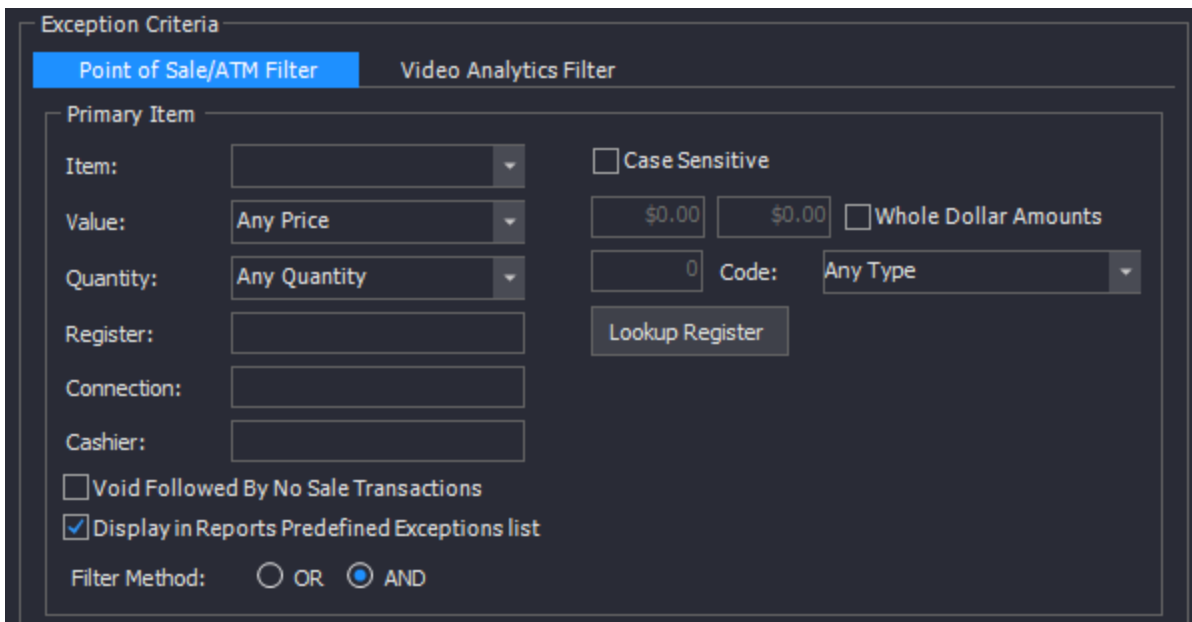 Exception Criteria
Point of Sale/ATM Filter Video Analytics Filter
Primary Item
Item: Case Sensitive
Value: Any Price $0.00 $0.00 Whole Dollar Amounts
Quantity: Any Quantity 0 Code: Any Type
Register: Lookup Register
Connection:
Cashier:
Void Followed By No Sale Transactions
Display in Reports Predefined Exceptions list
Filter Method: OR AND